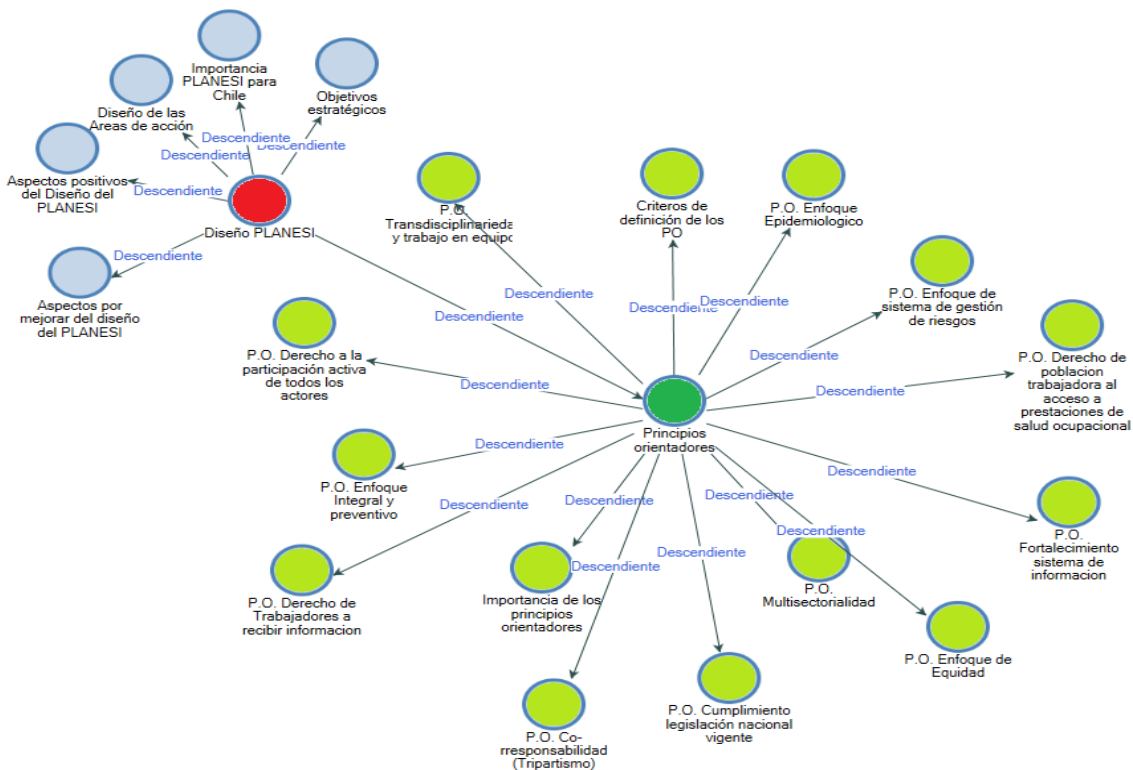 Importancia
PLANESI para
Chile
Objetivos
estratégicos
Diseño de las
Areas de acción
Descendiente
Descendiente
Descendiente
Aspectos positivos
del Diseño del
PLANESI
Descendiente
Diseño PLANESI
Descendiente
Aspectos por
mejorar del diseño
del PLANESI
P.O.
Transdisciplinarieda
y trabajo en equipo
Criteros de
definición de los
PO
P.O. Enfoque
Epidemiologico
P.O. Enfoque de
sistema de gestión
de riesgos
Descendiente
Descendiente
Descendiente
Descendiente
Descendiente
P.O. Derecho a la
participación activa
de todos los
actores
Descendiente
Descendiente
P.O. Derecho de
poblacion
trabajadora al
acceso a
prestaciones de
salud ocupacional
Principios
orientadores
Descendiente
P.O. Enfoque
Integral y
preventivo
Descendiente
Descendiente
Descendiente
Descendiente
Descendiente
Descendiente
Descendiente
Descendiente
P.O.
Fortalecimiento
sistema de
informacion
P.O. Derecho de
Trabajadores a
recibir informacion
Importancia de los
principios
orientadores
P.O.
Multisectorialidad
P.O. Enfoque de
Equidad
P.O. Cumplimiento
legislación nacional
vigente
P.O. Co-
rresponsabilidad
(Tripartismo)